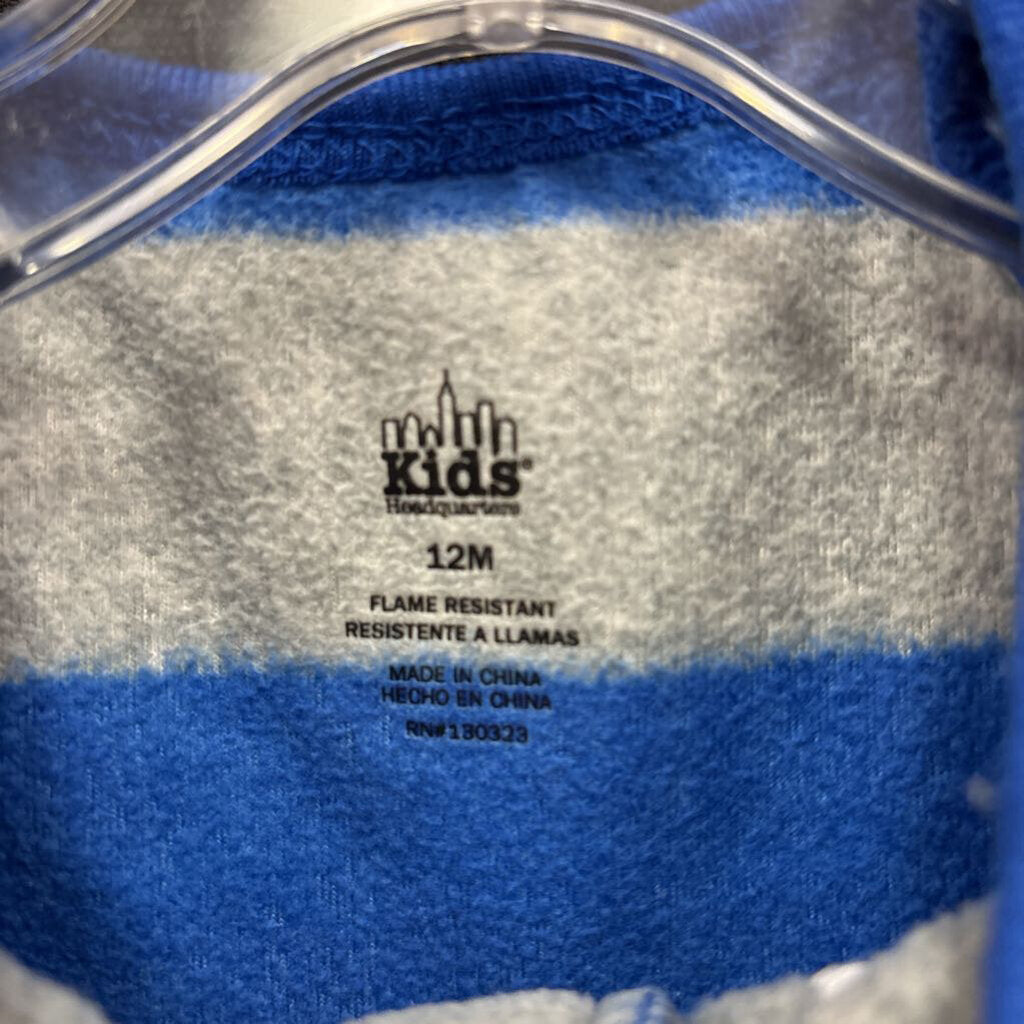 Kids®
Headquarters
12M
FLAME RESISTANT
RESISTENTE A LLAMAS
MADE IN CHINA
HECHO EN CHINA
RN#130323